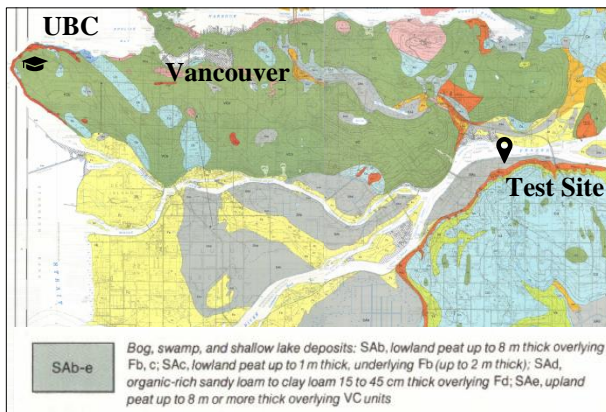 UBC
Vancouver
Test Site
SAb-e
Bog, swamp, and shallow lake deposits: SAb, lowland peat up to 8 m thick overlying
Fb, c; SAc, lowland peat up to 1 m thick, underlying Fb (up to 2 m thick); SAd,
organic-rich sandy loam to clay loam 15 to 45 cm thick overlying Fd; SAe, upland
peat up to 8 m or more thick overlying VC units